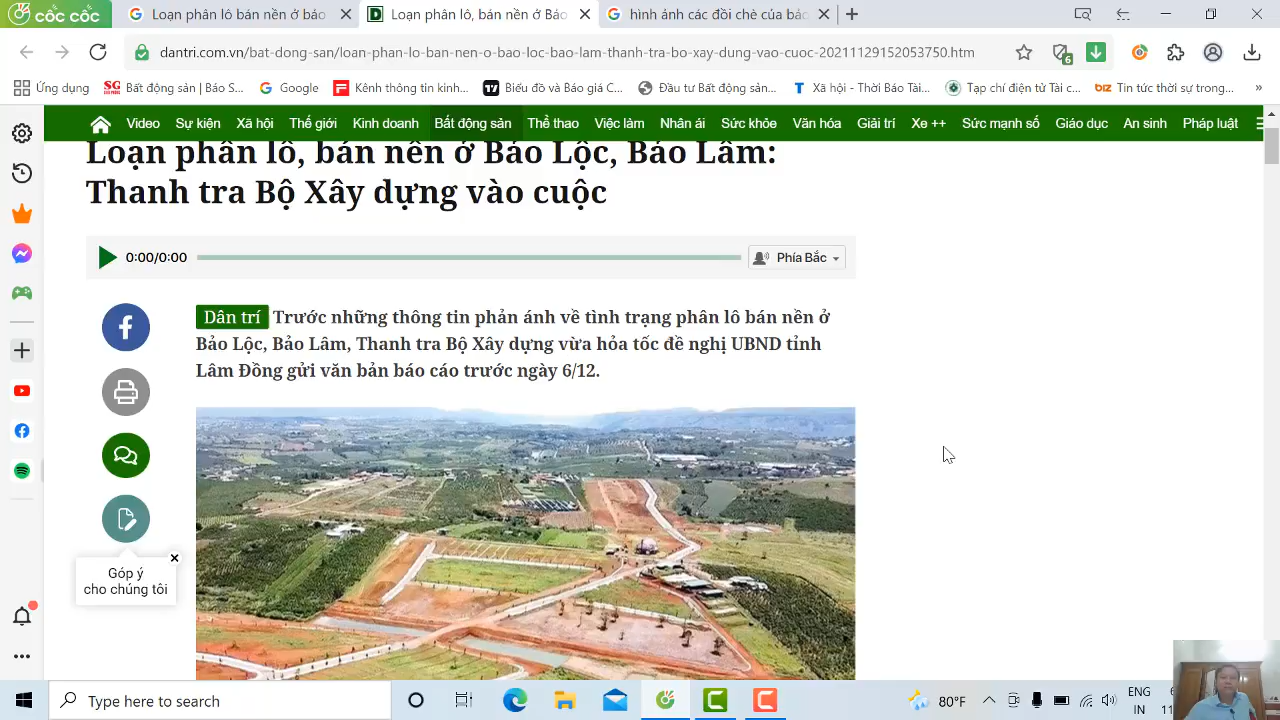 cốc cốc
Loạn phân lô bán nền ở bảo
Loạn phân lô, bán nền ở Bảo
hình ảnh các đồi chè của bảo
dantri.com.vn/bat-dong-san/loan-phan-lo-ban-nen-o-bao-loc-bao-lam-thanh-tra-bo-xay-dung-vao-cuoc-20211129152053750.htm
6
Ứng dụng
SG Bất động sản | Báo S...
Google
F Kênh thông tin kinh...
Biểu đồ và Báo giá C...
Đầu tư Bất động sản...
T Xã hội - Thời Báo Tài...
Tạp chí điện tử Tài c...
biz Tin tức thời sự trong...
»
Video Sự kiện Xã hội Thế giới Kinh doanh Bất động sản Thể thao Việc làm Nhân ái Sức khỏe Văn hóa Giải trí Xe ++ Sức mạnh số Giáo dục An sinh Pháp luật
Loạn phân lô, bán nền ở Bảo Lộc, Bảo Lâm:
Thanh tra Bộ Xây dựng vào cuộc
0:00/0:00
Phía Bắc
Dân trí Trước những thông tin phản ánh về tình trạng phân lô bán nền ở
Bảo Lộc, Bảo Lâm, Thanh tra Bộ Xây dựng vừa hỏa tốc đề nghị UBND tỉnh
Lâm Đồng gửi văn bản báo cáo trước ngày 6/12.
Góp ý
cho chúng tôi
Type here to search
80°F
ENG
IN